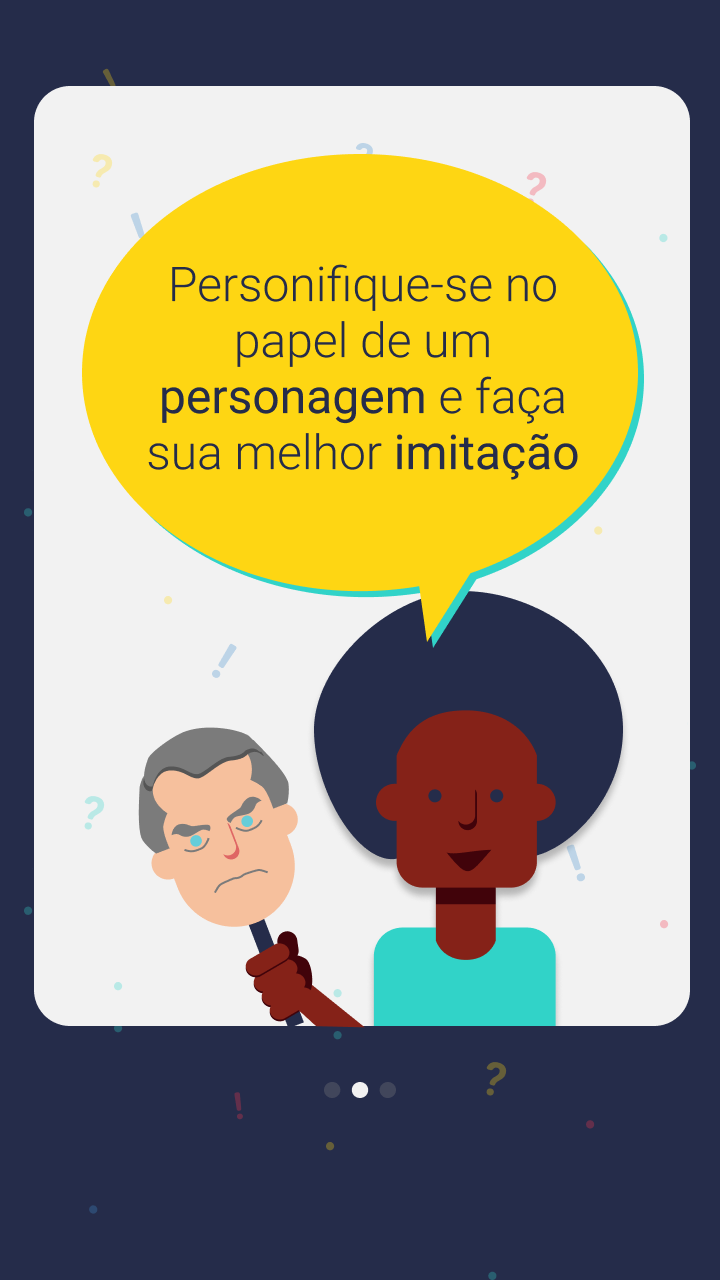 Personifique-se no
papel de um
personagem e faça
sua melhor imitação